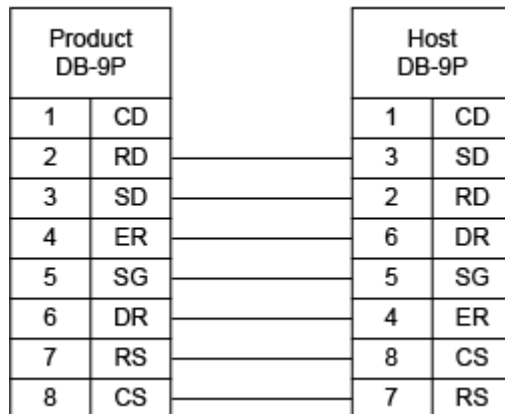 Product Host
DB-9P DB-9P
1 CD 1 CD
2 RD 3 SD
3 SD 2 RD
4 ER 6 DR
5 SG 5 SG
6 DR 4 ER
7 RS 8 CS
8 CS 7 RS